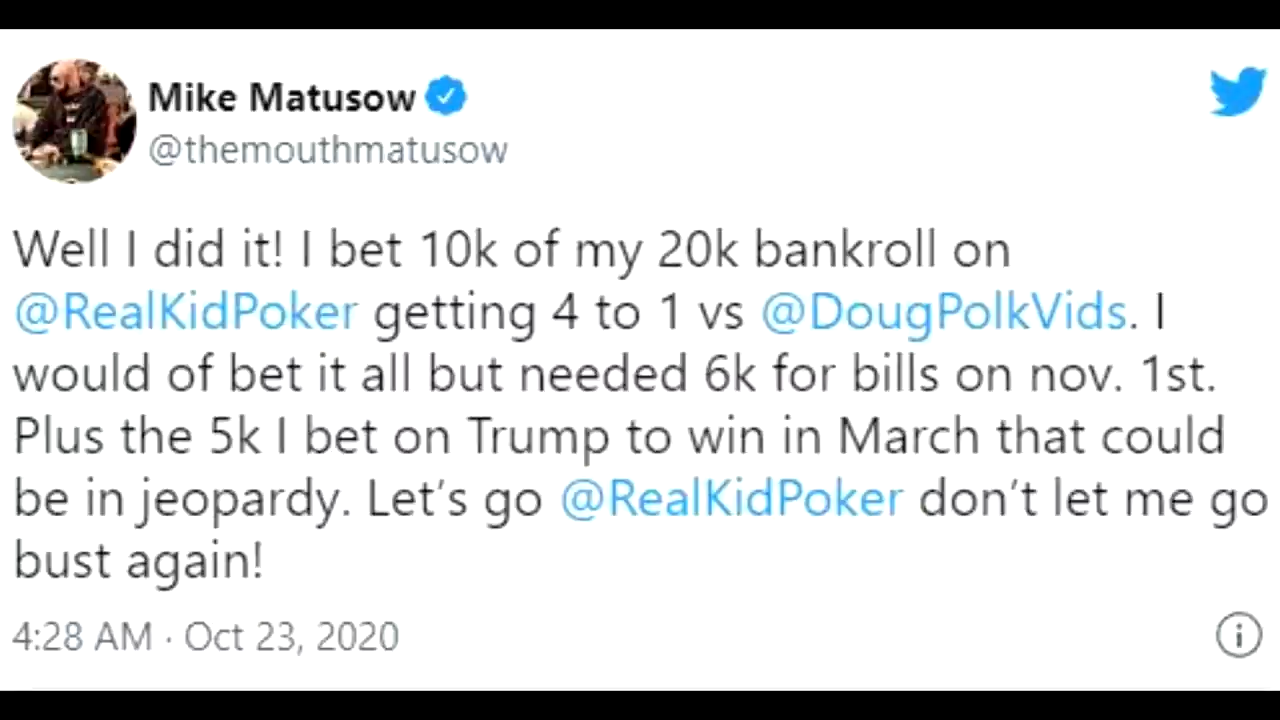 Mike Matusow
@themouthmatusow
Well I did it! I bet 10k of my 20k bankroll on
@RealKidPoker getting 4 to 1 vs @DougPolkVids. I
would of bet it all but needed 6k for bills on nov. 1st.
Plus the 5k I bet on Trump to win in March that could
be in jeopardy. Let's go @RealKidPoker don't let me go
bust again!
4:28 AM · Oct 23, 2020